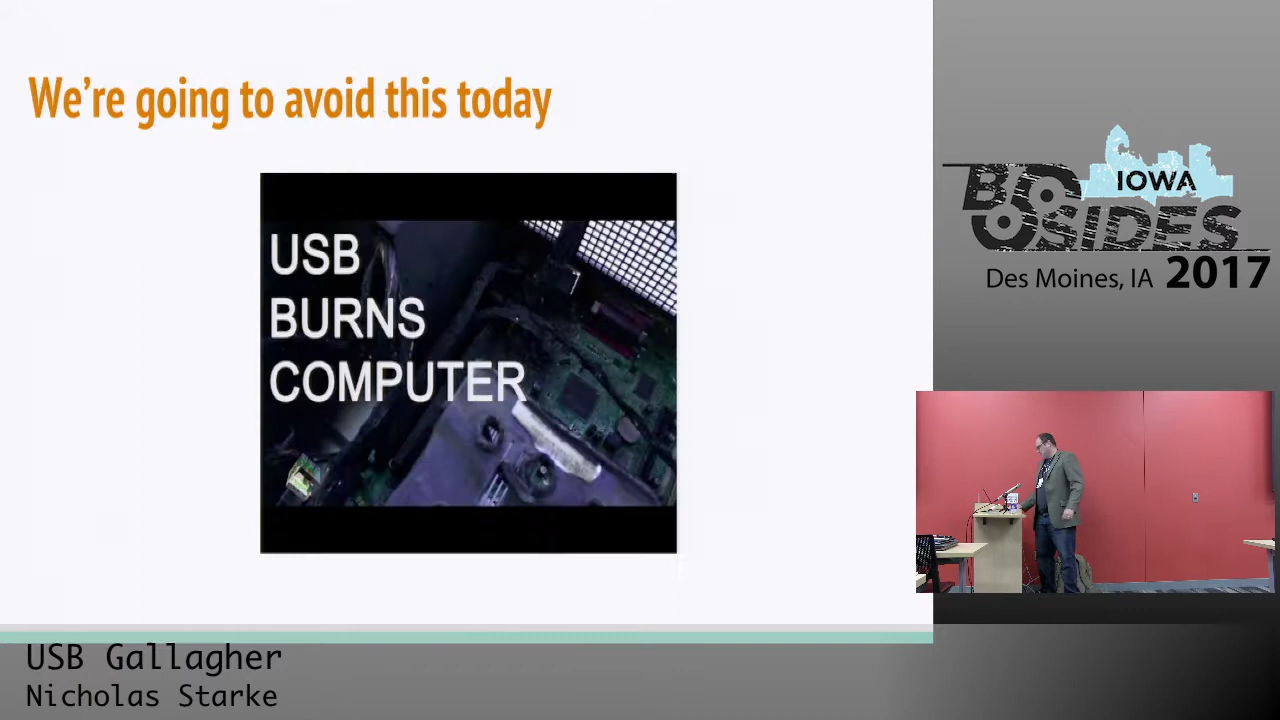 We're going to avoid this today
USB
BURNS
COMPUTER
IOWA
BSIDES
Des Moines, IA 2017
USB Gallagher
Nicholas Starke